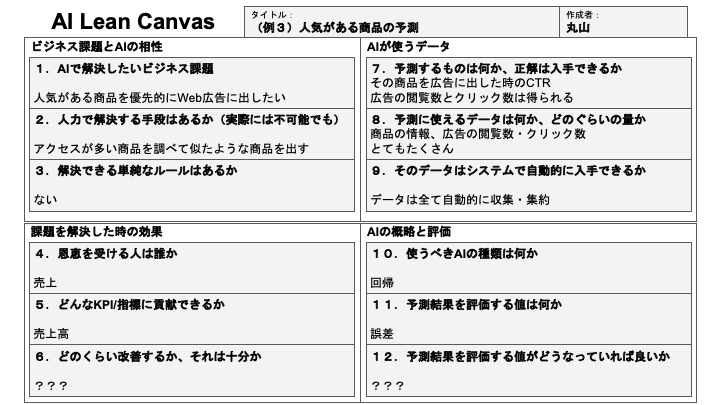 AI Lean Canvas
タイトル：
（例３）人気がある商品の予測
作成者：
丸山
ビジネス課題とAIの相性
１．AIで解決したいビジネス課題
人気がある商品を優先的にWeb広告に出したい
２．人力で解決する手段はあるか（実際には不可能でも）
アクセスが多い商品を調べて似たような商品を出す
３．解決できる単純なルールはあるか
ない
AIが使うデータ
７．予測するものは何か、正解は入手できるか
その商品を広告に出した時のCTR
広告の閲覧数とクリック数は得られる
８．予測に使えるデータは何か、どのぐらいの量か
商品の情報、広告の閲覧数・クリック数
とてもたくさん
９．そのデータはシステムで自動的に入手できるか
データは全て自動的に収集・集約
課題を解決した時の効果
４．恩恵を受ける人は誰か
売上
５．どんなKPI/指標に貢献できるか
売上高
６．どのくらい改善するか、それは十分か
？？？
AIの概略と評価
１０．使うべきAIの種類は何か
回帰
１１．予測結果を評価する値は何か
誤差
１２．予測結果を評価する値がどうなっていれば良いか
？？？